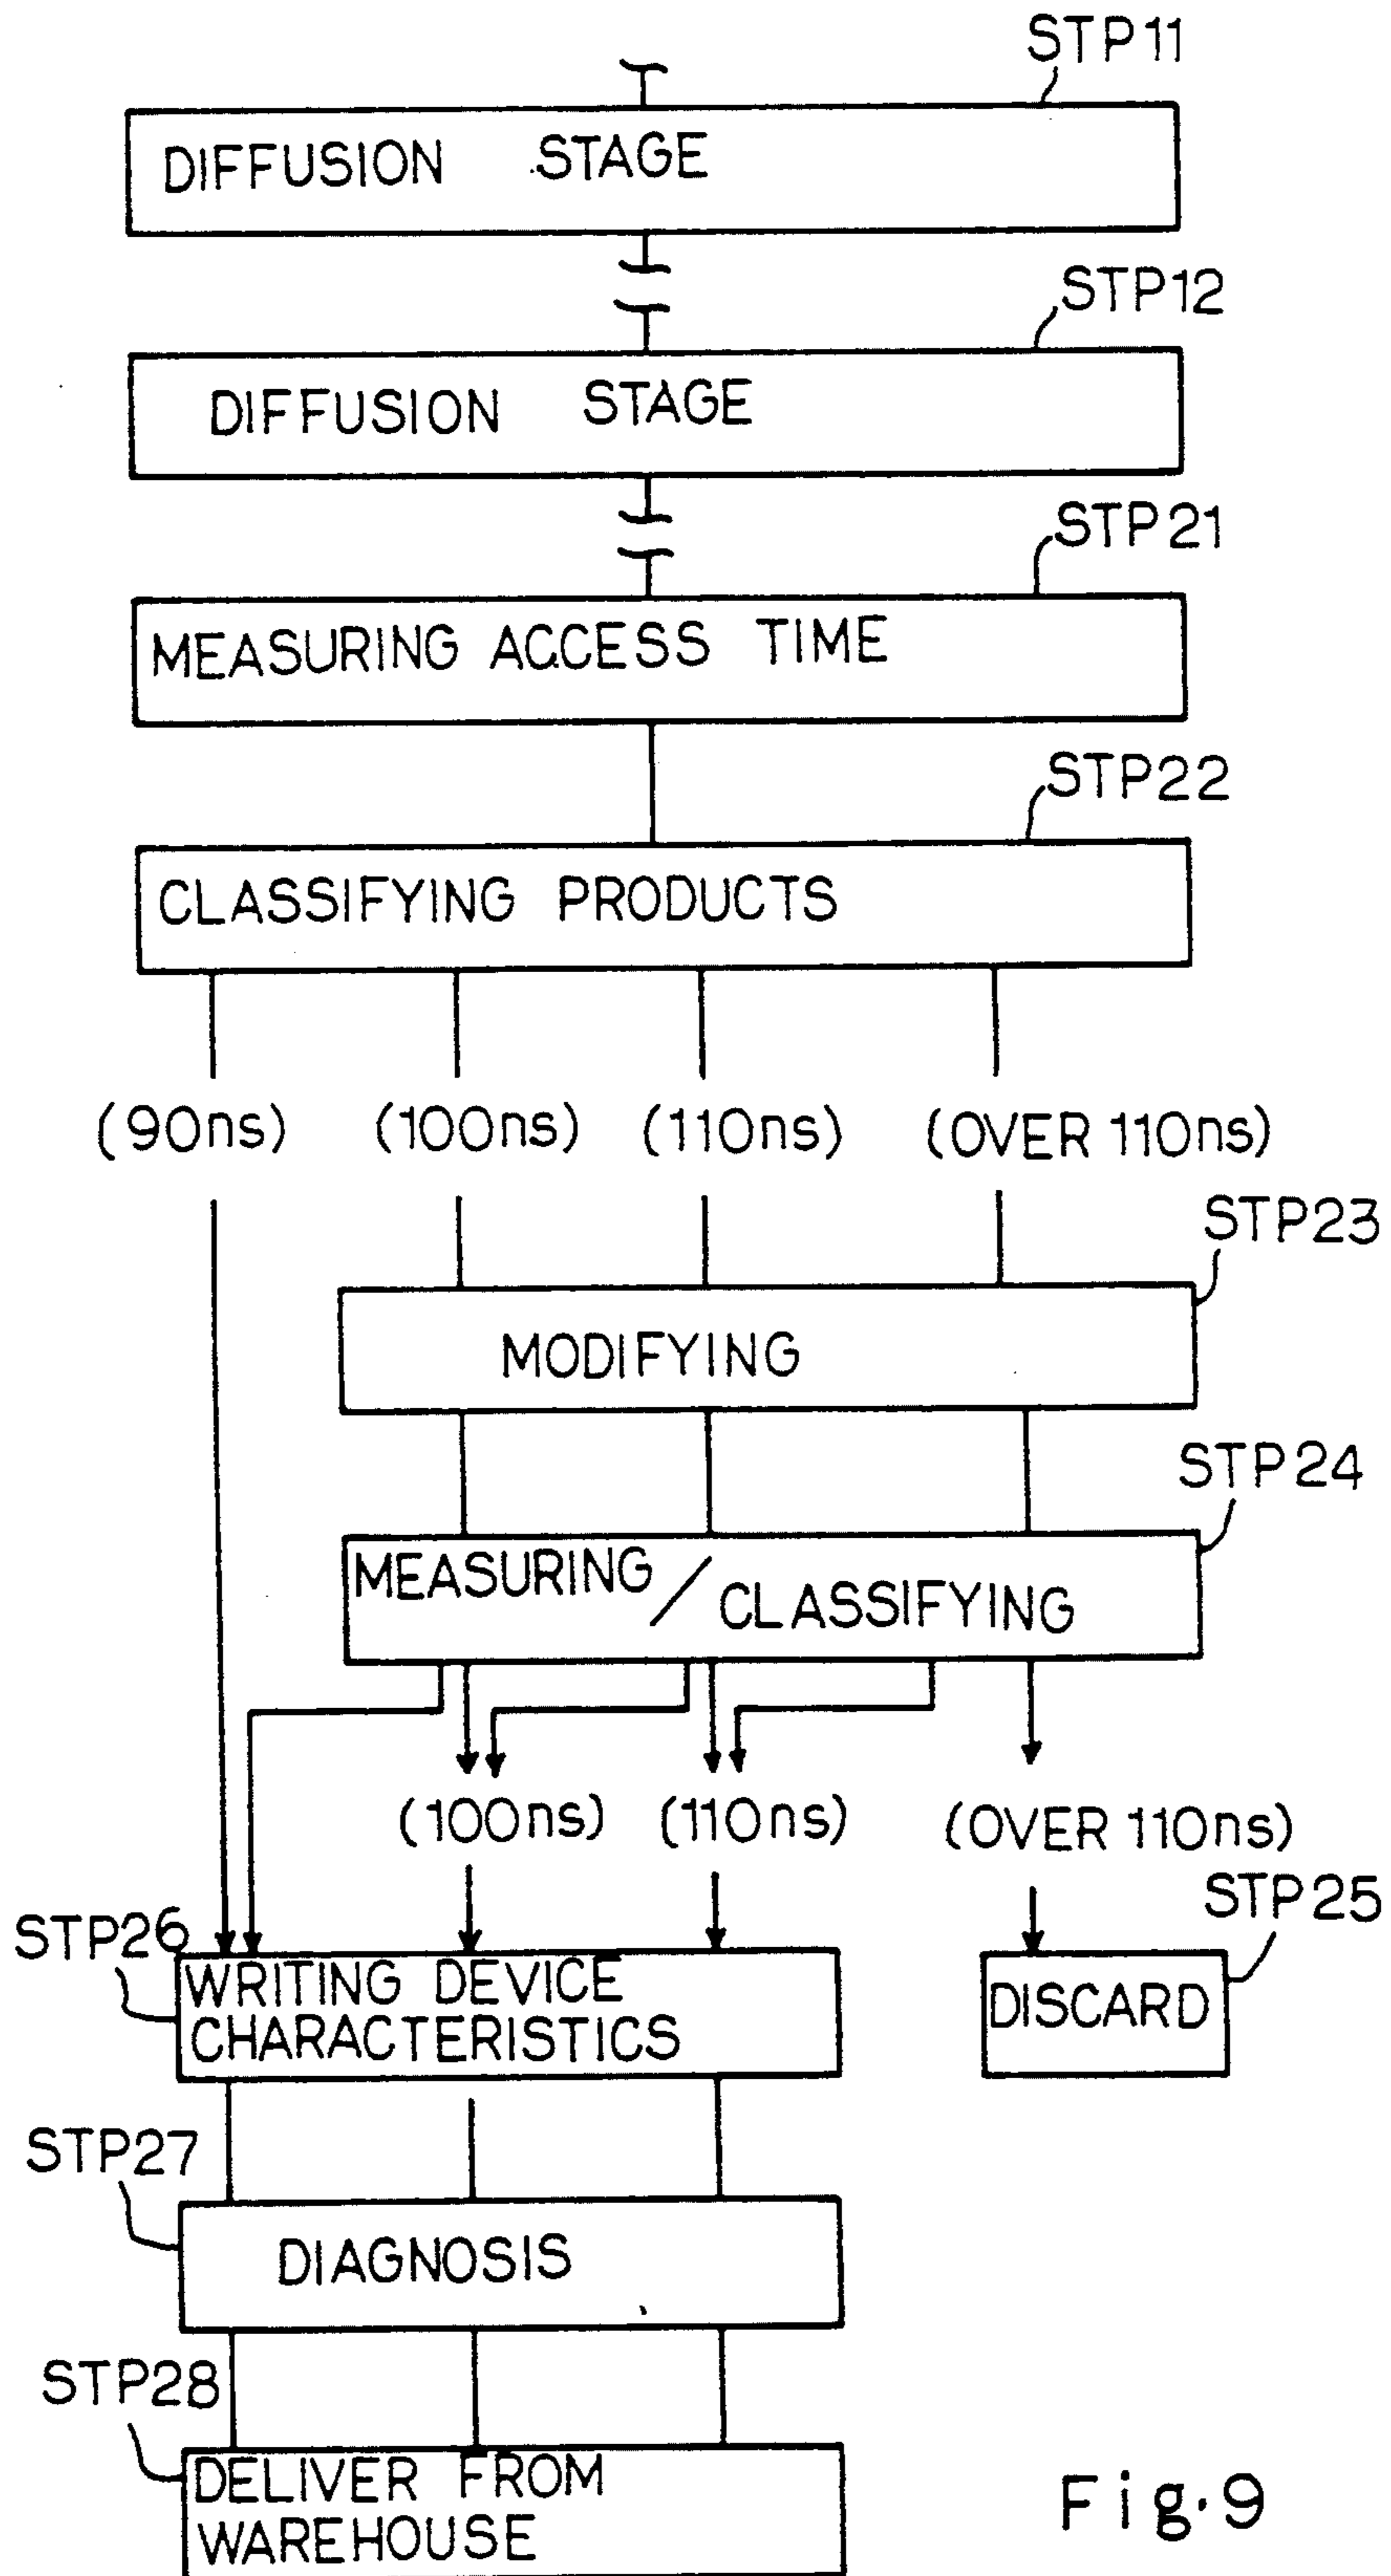 STP11
DIFFUSION STAGE
STP12
DIFFUSION STAGE
STP21
MEASURING ACCESS TIME
STP22
CLASSIFYING PRODUCTS
(90ns) (100ns) (110ns) (OVER 110ns)
STP23
MODIFYING
STP24
MEASURING / CLASSIFYING
(100ns) (110ns) (OVER 110ns)
STP25
STP26
WRITING DEVICE
CHARACTERISTICS
DISCARD
STP27
DIAGNOSIS
STP28
DELIVER FROM
WAREHOUSE
Fig. 9